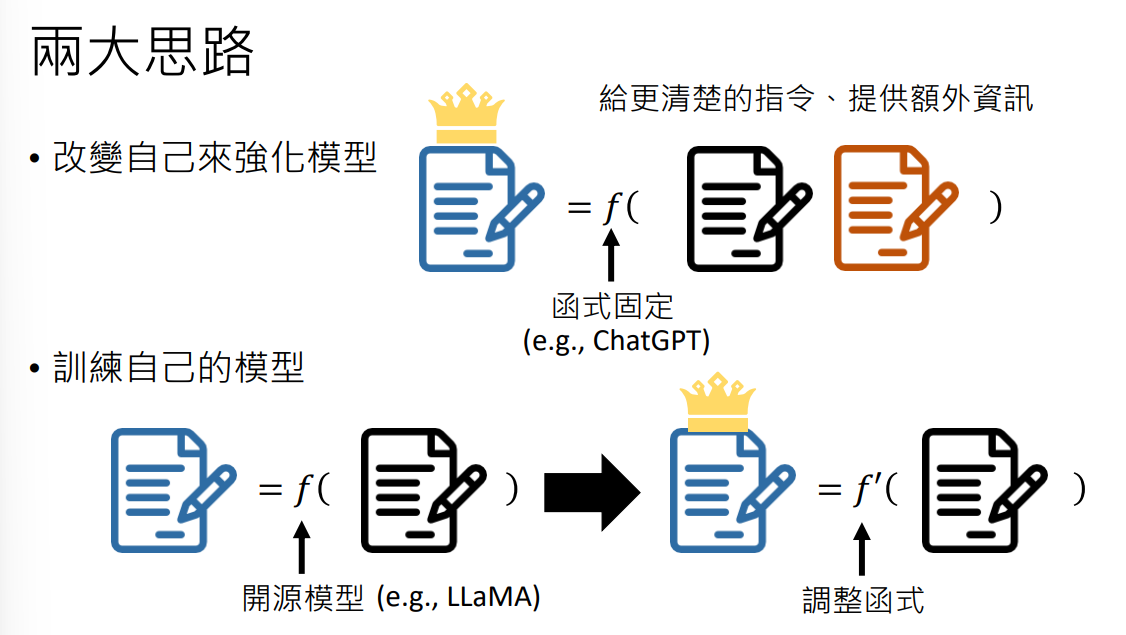 兩大思路
給更清楚的指令、提供額外資訊
• 改變自己來強化模型
= f( )
函式固定
(e.g., ChatGPT)
• 訓練自己的模型
= f( ) = f′( )
開源模型 (e.g., LLaMA)
調整函式